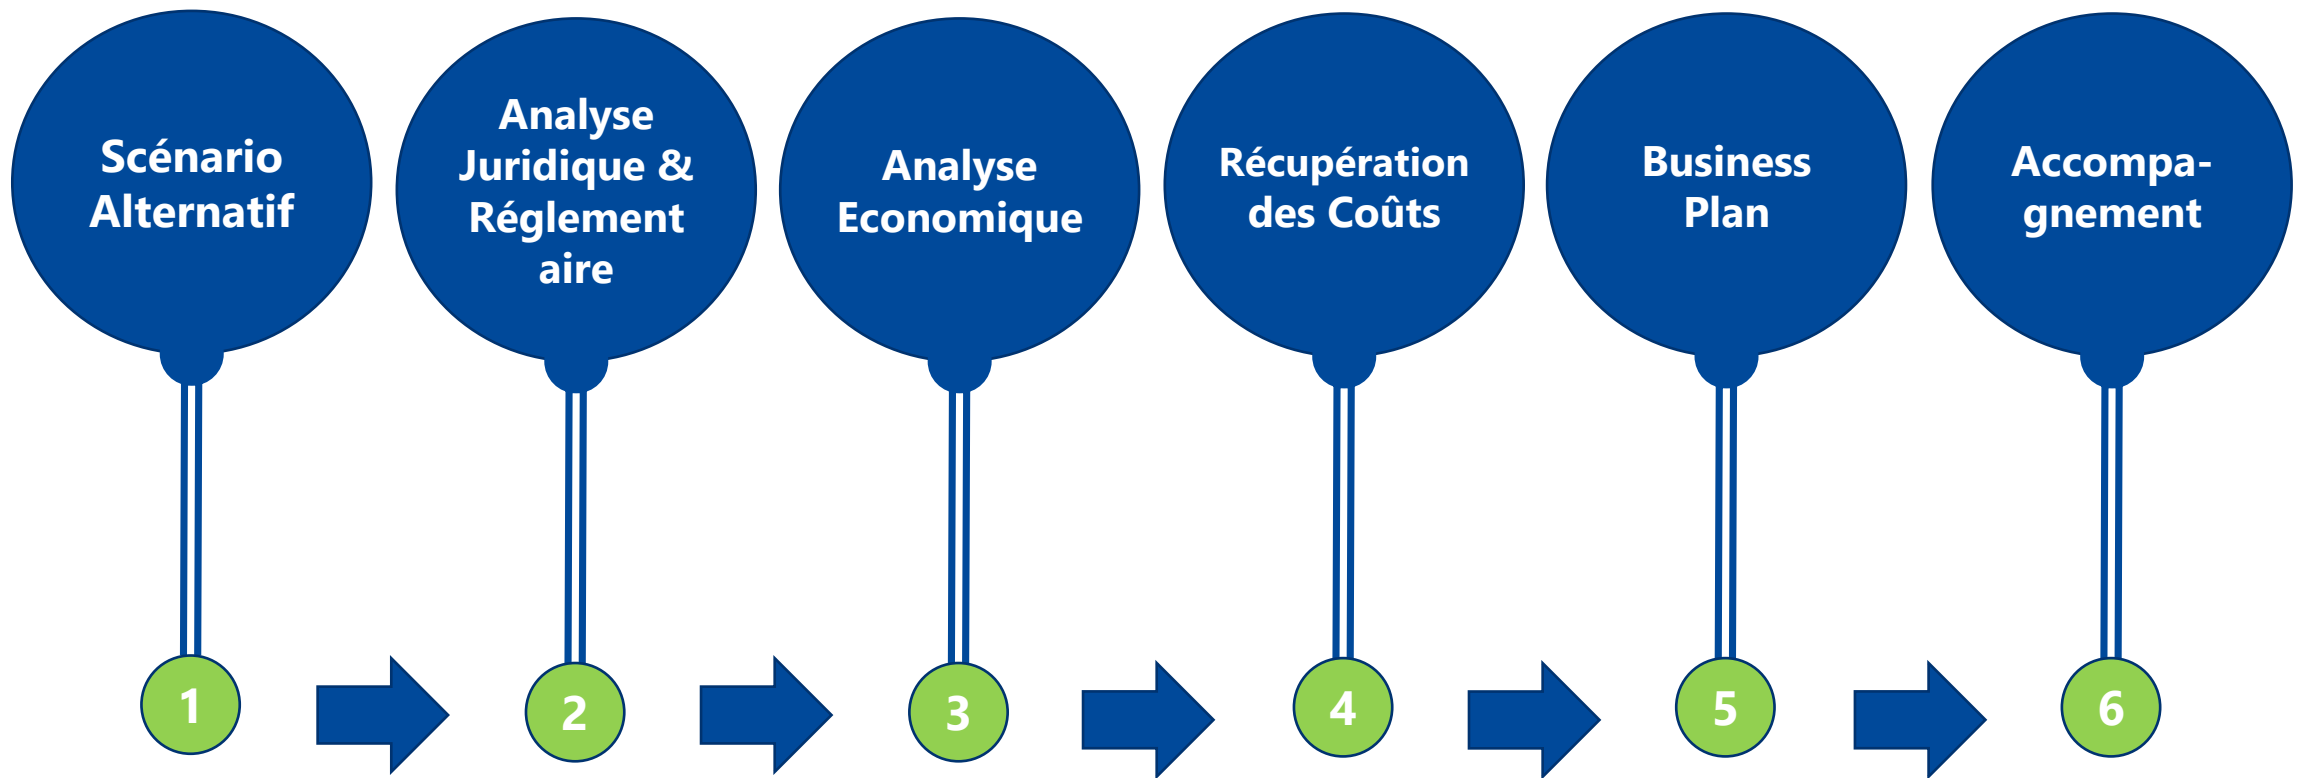 Scénario
Alternatif
Analyse
Juridique &
Réglement
aire
Analyse
Economique
Récupération
des Coûts
Business
Plan
Accompa-
gnement
1
2
3
4
5
6